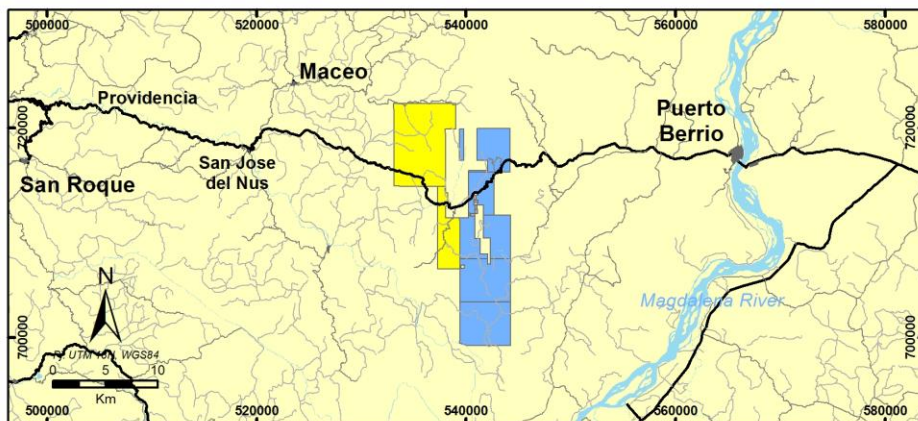 500000 520000 540000 560000 580000
720000
720000
Maceo
Providencia
Puerto
Berrio
San Jose
del Nus
San Roque
N
Magdalena River
700000
700000
UTM WGS84
0 5 10
Km
500000 520000 540000 560000 580000